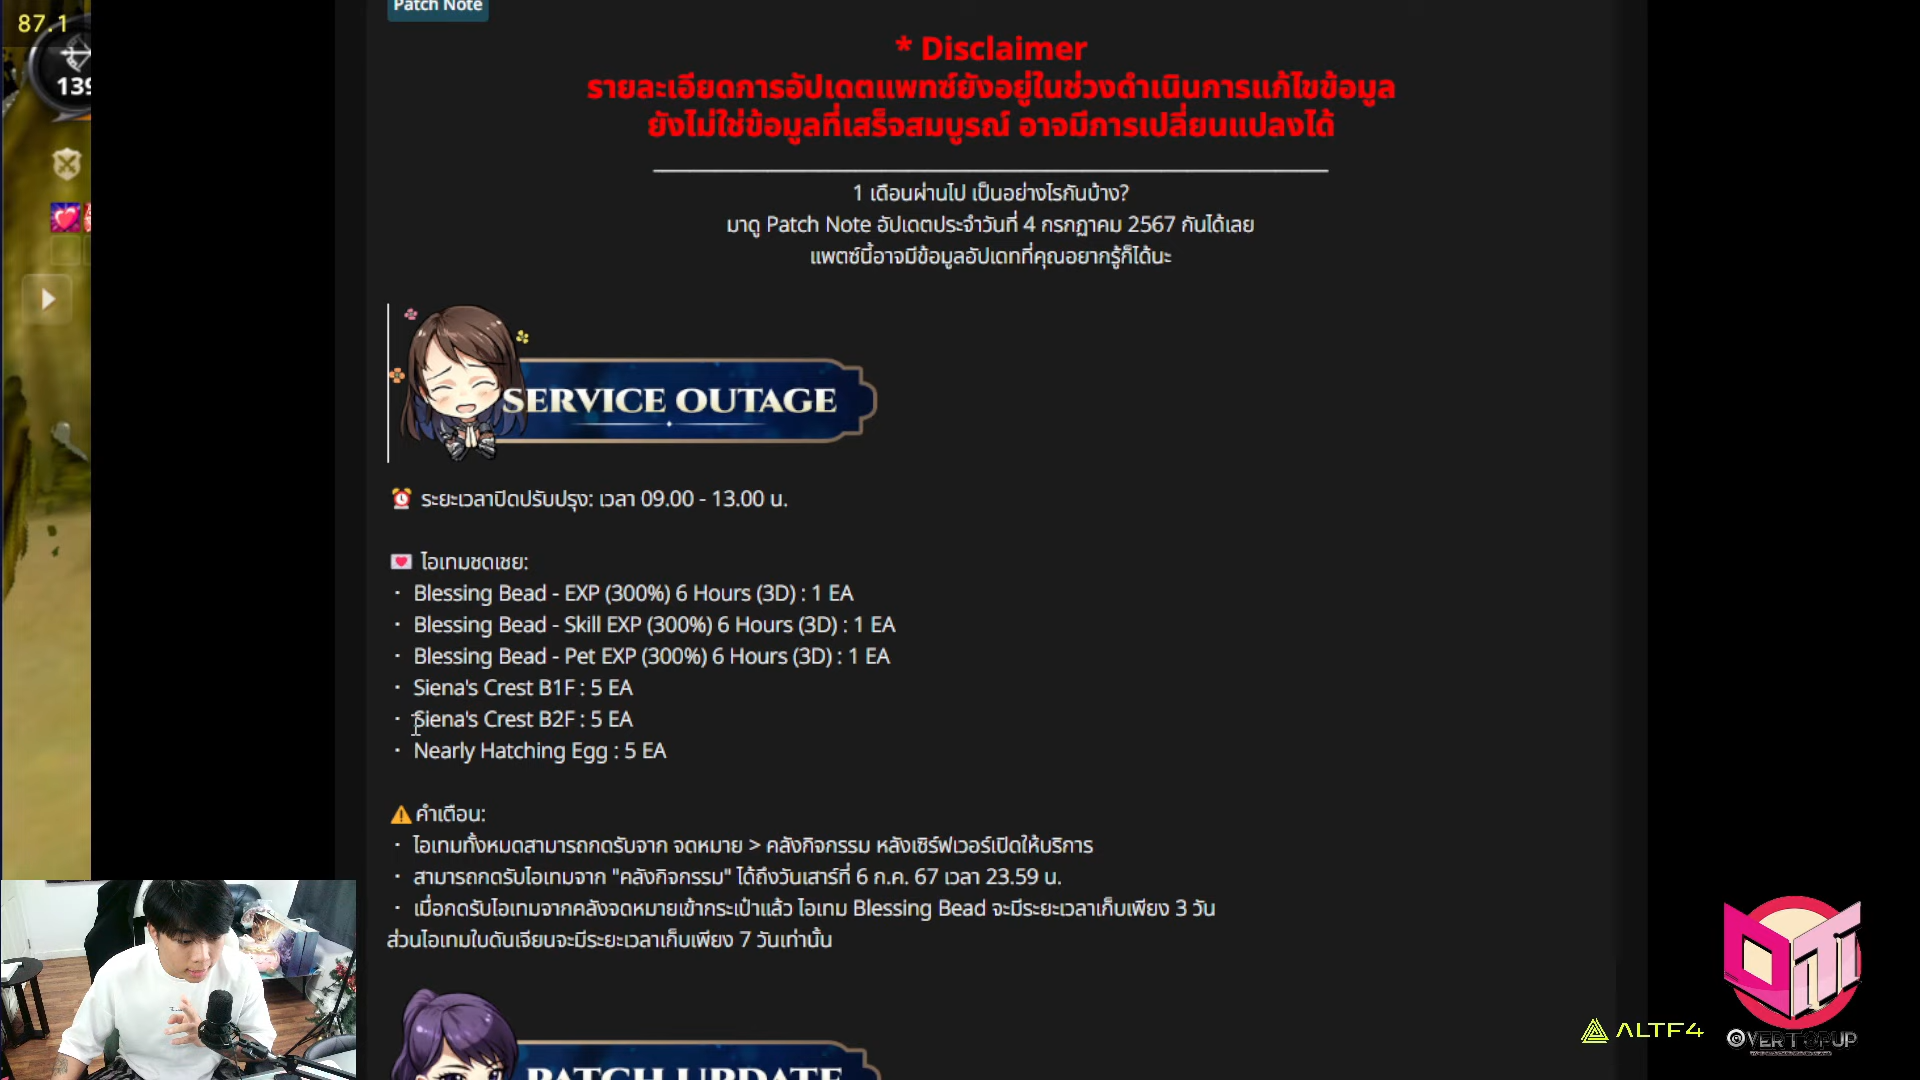 87.1
Patch Note
* Disclaimer
139
รายละเอียดการอัปเดตแพทช์ยังอยู่ในช่วงดำเนินการแก้ไขข้อมูล
ยังไม่ใช่ข้อมูลที่เสร็จสมบูรณ์ อาจมีการเปลี่ยนแปลงได้
1 เดือนผ่านไป เป็นอย่างไรกันบ้าง?
มาดู Patch Note อัปเดตประจำวันที่ 4 กรกฎาคม 2567 กันได้เลย
แพตช์นี้อาจมีข้อมูลอัปเดทที่คุณอยากรู้ก็ได้นะ
SERVICE OUTAGE
ระยะเวลาปิดปรับปรุง: เวลา 09.00 - 13.00 น.
ไอเทมชดเชย:
· Blessing Bead - EXP (300%) 6 Hours (3D) : 1 EA
· Blessing Bead - Skill EXP (300%) 6 Hours (3D) : 1 EA
· Blessing Bead - Pet EXP (300%) 6 Hours (3D) : 1 EA
· Siena's Crest B1F : 5 EA
· Siena's Crest B2F : 5 EA
· Nearly Hatching Egg : 5 EA
คำเตือน:
· ไอเทมทั้งหมดสามารถกดรับจาก จดหมาย > คลังกิจกรรม หลังเซิร์ฟเวอร์เปิดให้บริการ
· สามารถกดรับไอเทมจาก "คลังกิจกรรม" ได้ถึงวันเสาร์ที่ 6 ก.ค. 67 เวลา 23.59 น.
· เมื่อกดรับไอเทมจากคลังจดหมายเข้ากระเป๋าแล้ว ไอเทม Blessing Bead จะมีระยะเวลาเก็บเพียง 3 วัน
ส่วนไอเทมใบดันเจียนจะมีระยะเวลาเก็บเพียง 7 วันเท่านั้น
PATCH UPDATE
ALTF4
OVERTOPUP